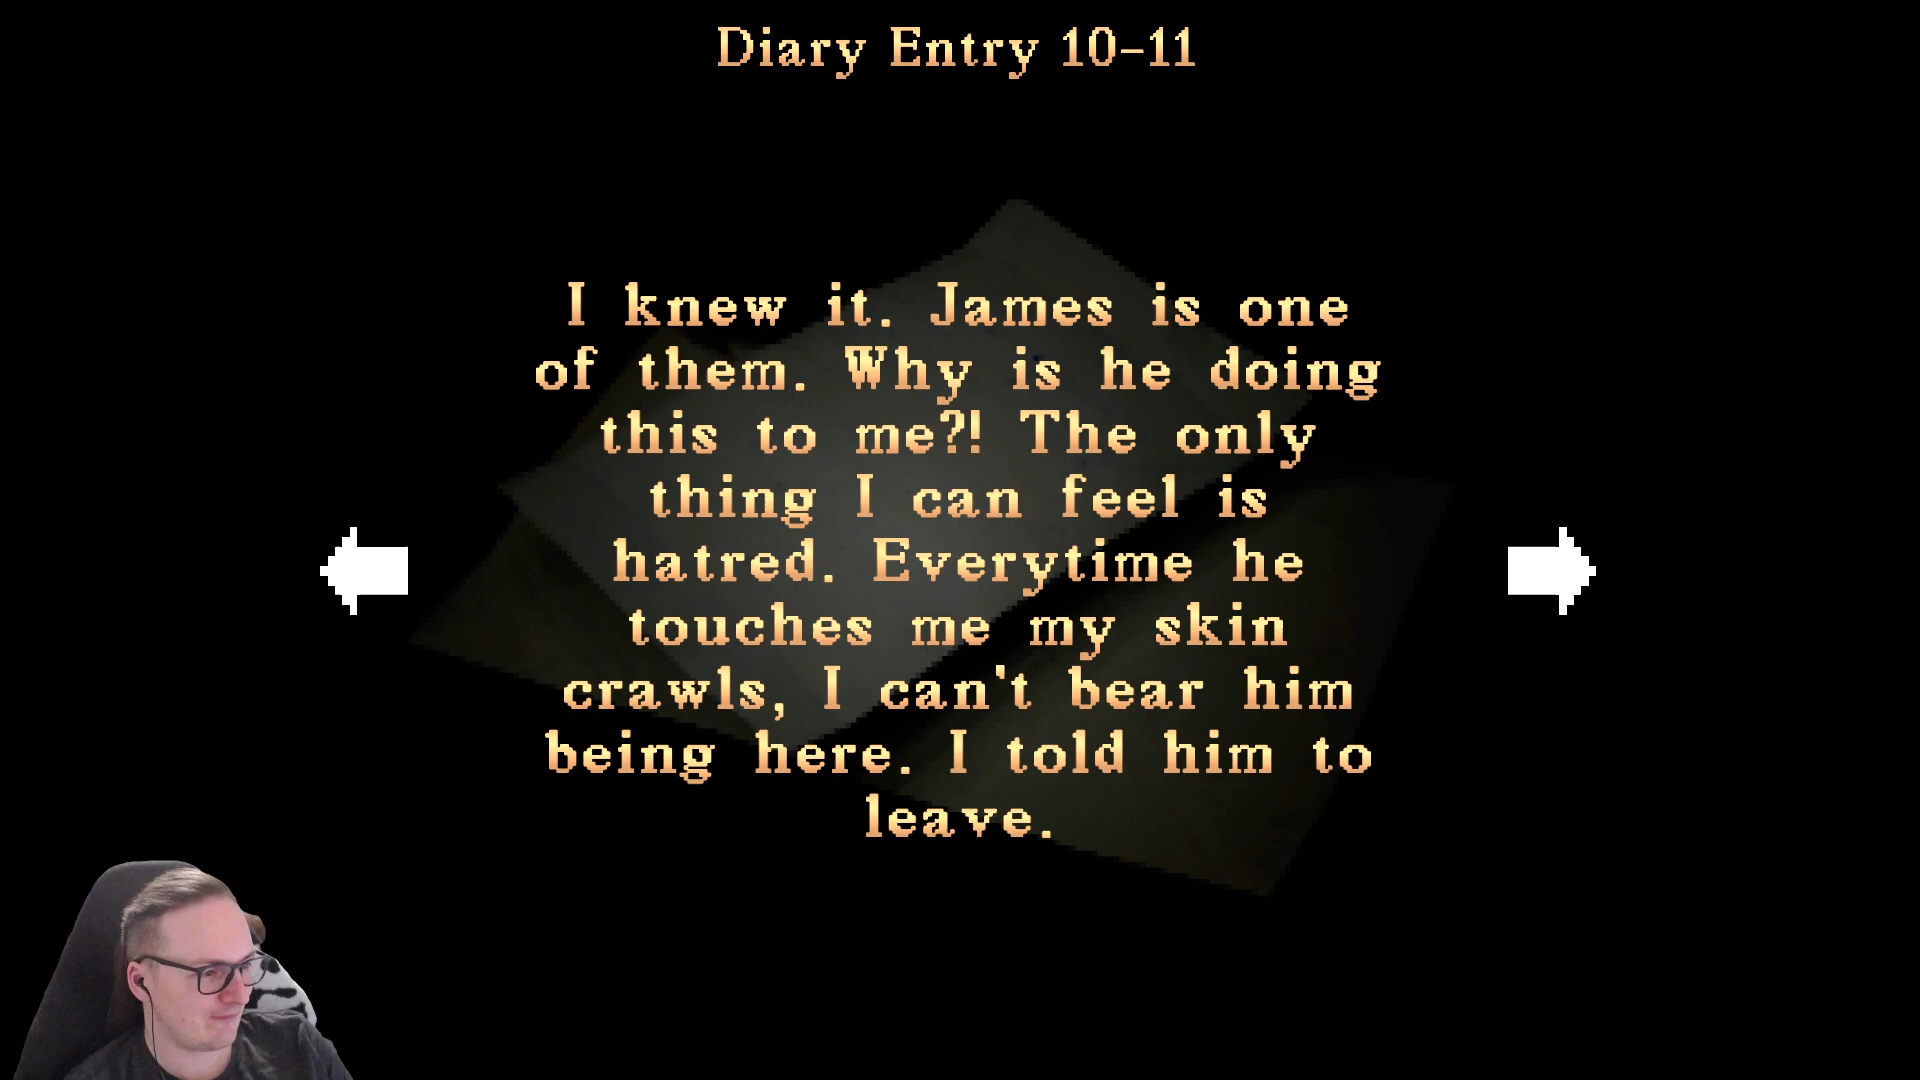 Diary Entry 10-11
I knew it. James is one
of them. Why is he doing
this to me?! The only
thing I can feel is
hatred. Everytime he
touches me my skin
crawls, I can't bear him
being here. I told him to
leave.